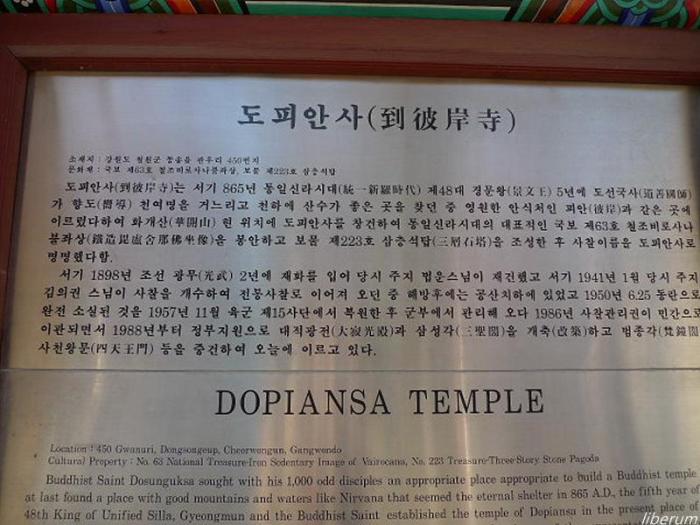 도피안사(到彼岸寺)
소재지 : 강원도 철원군 동송읍 관우리 450번지
문화재 : 국보 제63호 철조비로사나불좌상, 보물 제223호 삼층석탑
도피안사(到彼岸寺)는 서기 865년 통일신라시대(統一新羅時代) 제48대 경문왕(景文王) 5년에 도선국사(道善國師)
가 향도(嚮導) 천여명을 거느리고 천하에 산수가 좋은 곳을 찾던 중 영원한 안식처인 피안(彼岸)과 같은 곳에
이르렀다하여 화개산(華開山) 현 위치에 도피안사를 창건하여 통일신라시대의 대표적인 국보 제63호 철조비로사나
불좌상(鐵造毘盧舍那佛坐像)을 봉안하고 보물 제223호 삼층석탑(三層石塔)을 조성한 후 사찰이름을 도피안사로
명명했다함.
서기 1898년 조선 광무(光武) 2년에 재화를 입어 당시 주지 법운스님이 재건했고 서기 1941년 1월 당시 주지
김의권 스님이 사찰을 개수하여 전통사찰로 이어져 오던 중 해방후에는 공산치하에 있었고 1950년 6.25 동란으로
완전 소실된 것을 1957년 11월 육군 제15사단에서 복원한 후 군부에서 관리해 오다 1986년 사찰관리권이 민간으로
이관되면서 1988년부터 정부지원으로 대적광전(大寂光殿)과 삼성각(三聖閣)을 개축(改築)하고 범종각(梵鐘閣)
사천왕문(四天王門) 등을 중건하여 오늘에 이르고 있다.
DOPIANSA TEMPLE
Location : 450 Gwanuri, Dongsongeup, Cheorwongun, Gangwondo
Cultural Property : No. 63 National Treasure-Iron Sedentary Image of Vairocana, No. 223 Treasure-Three-Story Stone Pagoda
Buddhist Saint Dosunguksa sought with his 1,000 odd disciples an appropriate place appropriate to build a Buddhist temple
at last found a place with good mountains and waters like Nirvana that seemed the eternal shelter in 865 A.D., the fifth year of
48th King of Unified Silla, Gyeongmun and the Buddhist Saint established the temple of Dopiansa in the present place of
liberum